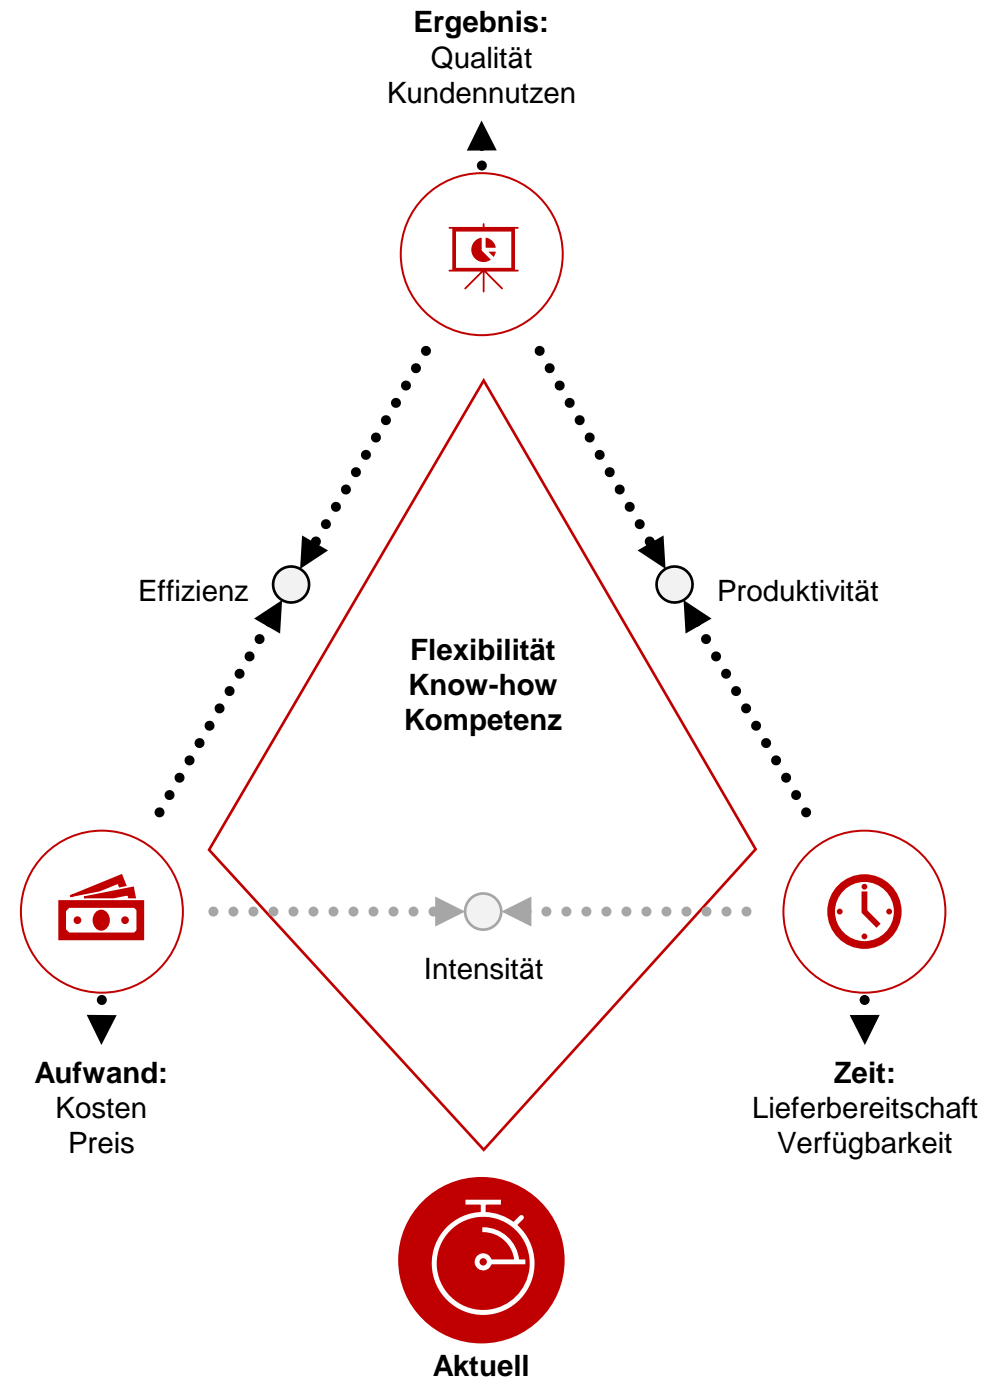 Ergebnis:
Qualität
Kundennutzen
Effizienz
Produktivität
Flexibilität
Know-how
Kompetenz
Intensität
Aufwand:
Kosten
Preis
Zeit:
Lieferbereitschaft
Verfügbarkeit
Aktuell